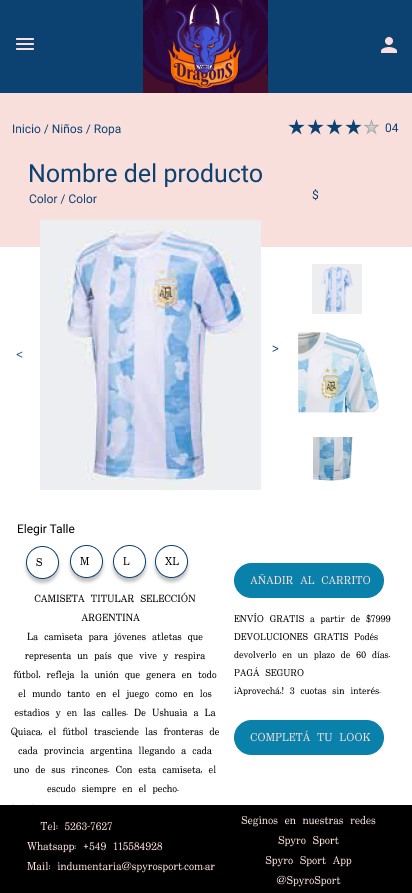 DragonS
Inicio / Niños / Ropa
04
Nombre del producto
Color / Color
$
AFA
<
>
Elegir Talle
S M L XL
CAMISETA TITULAR SELECCIÓN
ARGENTINA
La camiseta para jóvenes atletas que
representa un país que vive y respira
fútbol, refleja la unión que genera en todo
el mundo tanto en el juego como en los
estadios y en las calles. De Ushuaia a La
Quiaca, el fútbol trasciende las fronteras de
cada provincia argentina llegando a cada
uno de sus rincones. Con esta camiseta, el
escudo siempre en el pecho.
AÑADIR AL CARRITO
ENVÍO GRATIS a partir de $7999
DEVOLUCIONES GRATIS Podés
devolverlo en un plazo de 60 días.
PAGÁ SEGURO
¡Aprovechá.! 3 cuotas sin interés.
COMPLETÁ TU LOOK
Tel: 5263-7627
Whatsapp: +549 115584928
Mail: indumentaria@spyrosport.com.ar
Seginos en nuestras redes
Spyro Sport
Spyro Sport App
@SpyroSport